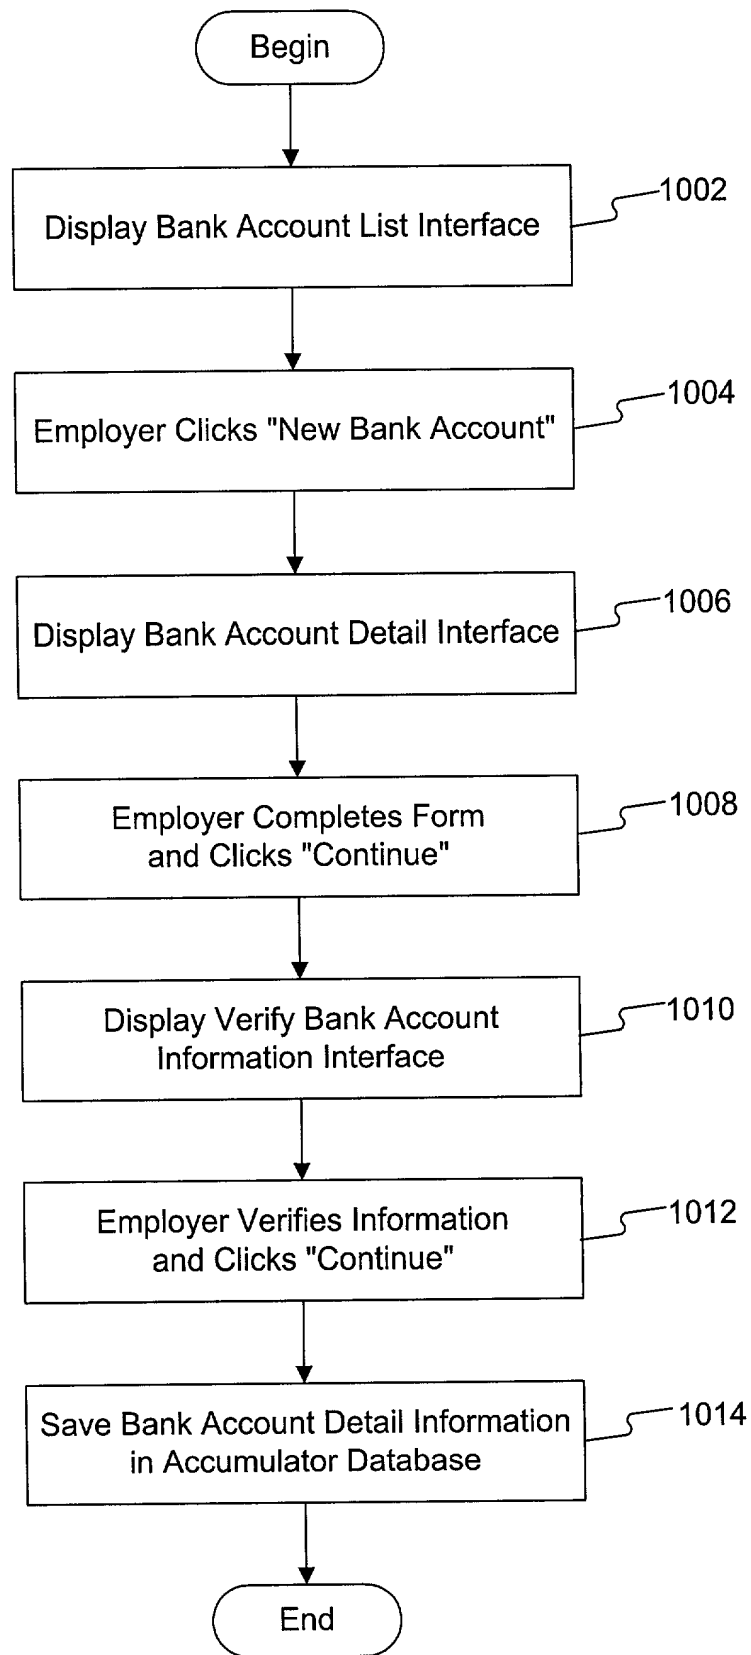 Begin
Display Bank Account List Interface
1002
Employer Clicks "New Bank Account"
1004
Display Bank Account Detail Interface
1006
Employer Completes Form
and Clicks "Continue"
1008
Display Verify Bank Account
Information Interface
1010
Employer Verifies Information
and Clicks "Continue"
1012
Save Bank Account Detail Information
in Accumulator Database
1014
End